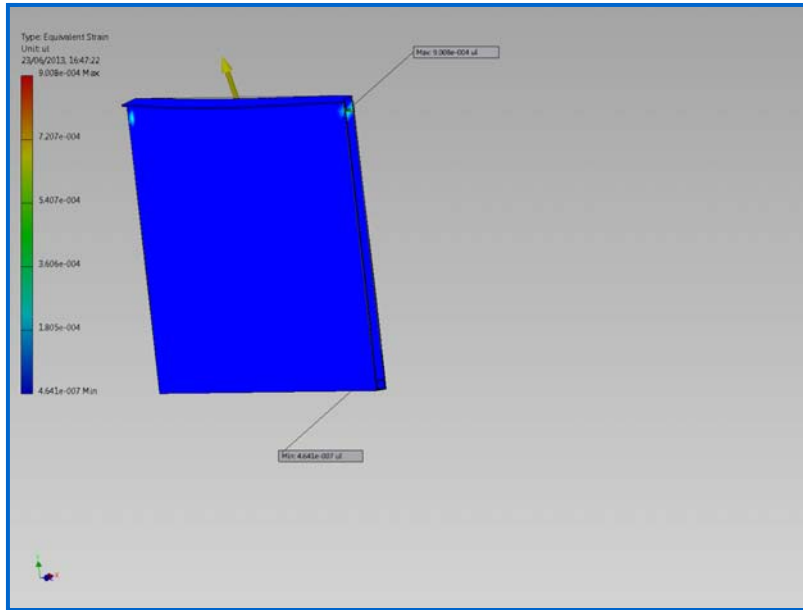 Type: Equivalent Strain
Unit: ul
23/06/2013, 16:47:22
9.008e-004 Max
7.207e-004
5.407e-004
3.606e-004
1.805e-004
4.641e-007 Min
Max: 9.008e-004 ul
Min: 4.641e-007 ul